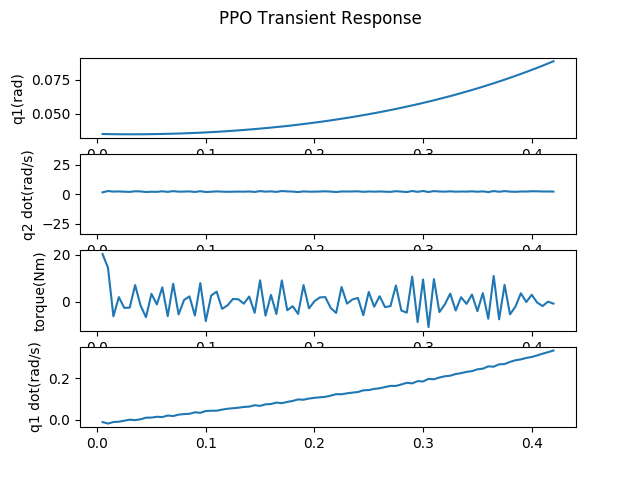 PPO Transient Response
q1(rad)
0.075
0.050
0.0 0.1 0.2 0.3 0.4
q2 dot(rad/s)
25
0
−25
0.0 0.1 0.2 0.3 0.4
torque(Nm)
20
0
0.0 0.1 0.2 0.3 0.4
q1 dot(rad/s)
0.2
0.0
0.0 0.1 0.2 0.3 0.4